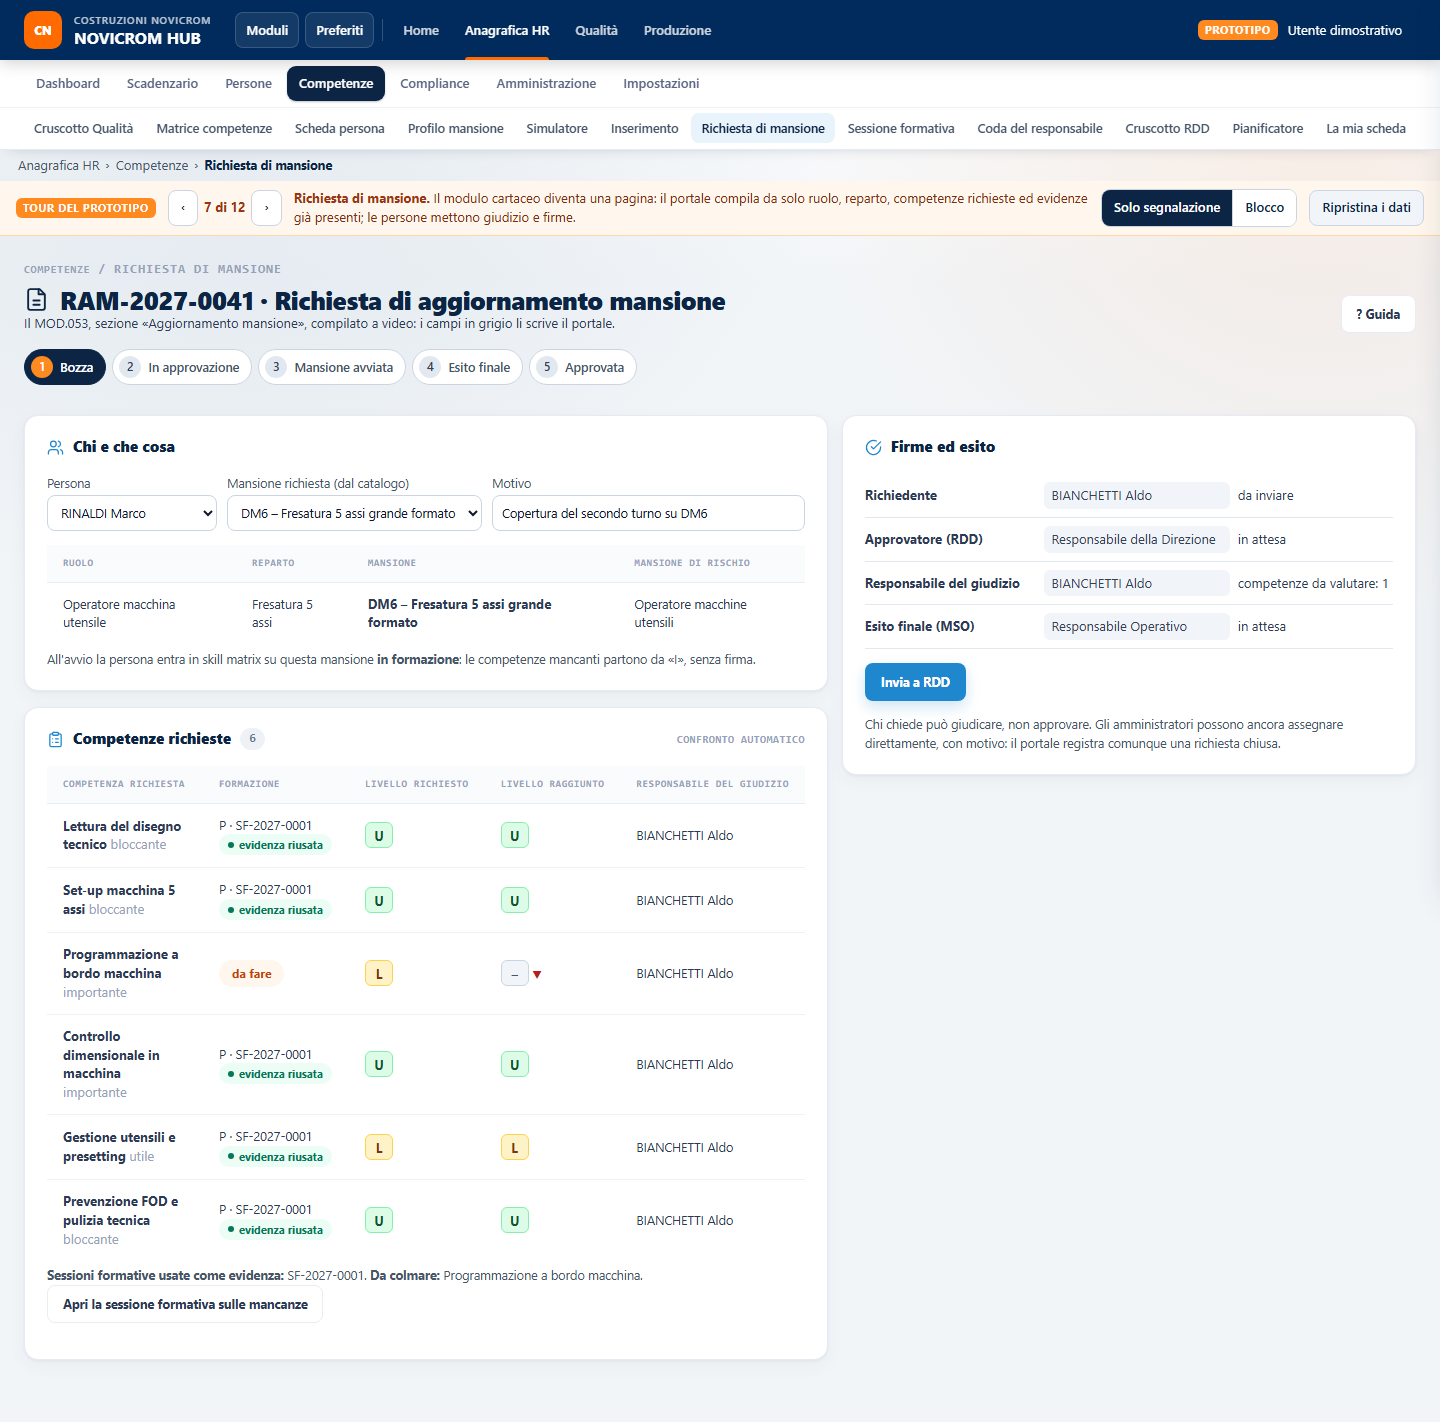 CN
COSTRUZIONI NOVICROM
NOVICROM HUB
Moduli
Preferiti
Home
Anagrafica HR
Qualità
Produzione
PROTOTIPO
Utente dimostrativo
Dashboard
Scadenzario
Persone
Competenze
Compliance
Amministrazione
Impostazioni
Cruscotto Qualità
Matrice competenze
Scheda persona
Profilo mansione
Simulatore
Inserimento
Richiesta di mansione
Sessione formativa
Coda del responsabile
Cruscotto RDD
Pianificatore
La mia scheda
Anagrafica HR › Competenze › Richiesta di mansione
TOUR DEL PROTOTIPO
‹
7 di 12
›
Richiesta di mansione. Il modulo cartaceo diventa una pagina: il portale compila da solo ruolo, reparto, competenze richieste ed evidenze
già presenti; le persone mettono giudizio e firme.
Solo segnalazione
Blocco
Ripristina i dati
COMPETENZE / RICHIESTA DI MANSIONE
RAM-2027-0041 · Richiesta di aggiornamento mansione
Il MOD.053, sezione «Aggiornamento mansione», compilato a video: i campi in grigio li scrive il portale.
? Guida
1 Bozza
2 In approvazione
3 Mansione avviata
4 Esito finale
5 Approvata
Chi e che cosa
Persona
Mansione richiesta (dal catalogo)
Motivo
RINALDI Marco
DM6 – Fresatura 5 assi grande formato
Copertura del secondo turno su DM6
RUOLO
REPARTO
MANSIONE
MANSIONE DI RISCHIO
Operatore macchina
utensile
Fresatura 5
assi
DM6 – Fresatura 5 assi grande
formato
Operatore macchine
utensili
All'avvio la persona entra in skill matrix su questa mansione in formazione: le competenze mancanti partono da «I», senza firma.
Competenze richieste 6
CONFRONTO AUTOMATICO
COMPETENZA RICHIESTA
FORMAZIONE
LIVELLO RICHIESTO
LIVELLO RAGGIUNTO
RESPONSABILE DEL GIUDIZIO
Lettura del disegno
tecnico bloccante
P · SF-2027-0001
evidenza riusata
U
U
BIANCHETTI Aldo
Set-up macchina 5
assi bloccante
P · SF-2027-0001
evidenza riusata
U
U
BIANCHETTI Aldo
Programmazione a
bordo macchina
importante
da fare
L
– ▼
BIANCHETTI Aldo
Controllo
dimensionale in
macchina
importante
P · SF-2027-0001
evidenza riusata
U
U
BIANCHETTI Aldo
Gestione utensili e
presetting utile
P · SF-2027-0001
evidenza riusata
L
L
BIANCHETTI Aldo
Prevenzione FOD e
pulizia tecnica
bloccante
P · SF-2027-0001
evidenza riusata
U
U
BIANCHETTI Aldo
Sessioni formative usate come evidenza: SF-2027-0001. Da colmare: Programmazione a bordo macchina.
Apri la sessione formativa sulle mancanze
Firme ed esito
Richiedente
BIANCHETTI Aldo
da inviare
Approvatore (RDD)
Responsabile della Direzione
in attesa
Responsabile del giudizio
BIANCHETTI Aldo
competenze da valutare: 1
Esito finale (MSO)
Responsabile Operativo
in attesa
Invia a RDD
Chi chiede può giudicare, non approvare. Gli amministratori possono ancora assegnare
direttamente, con motivo: il portale registra comunque una richiesta chiusa.